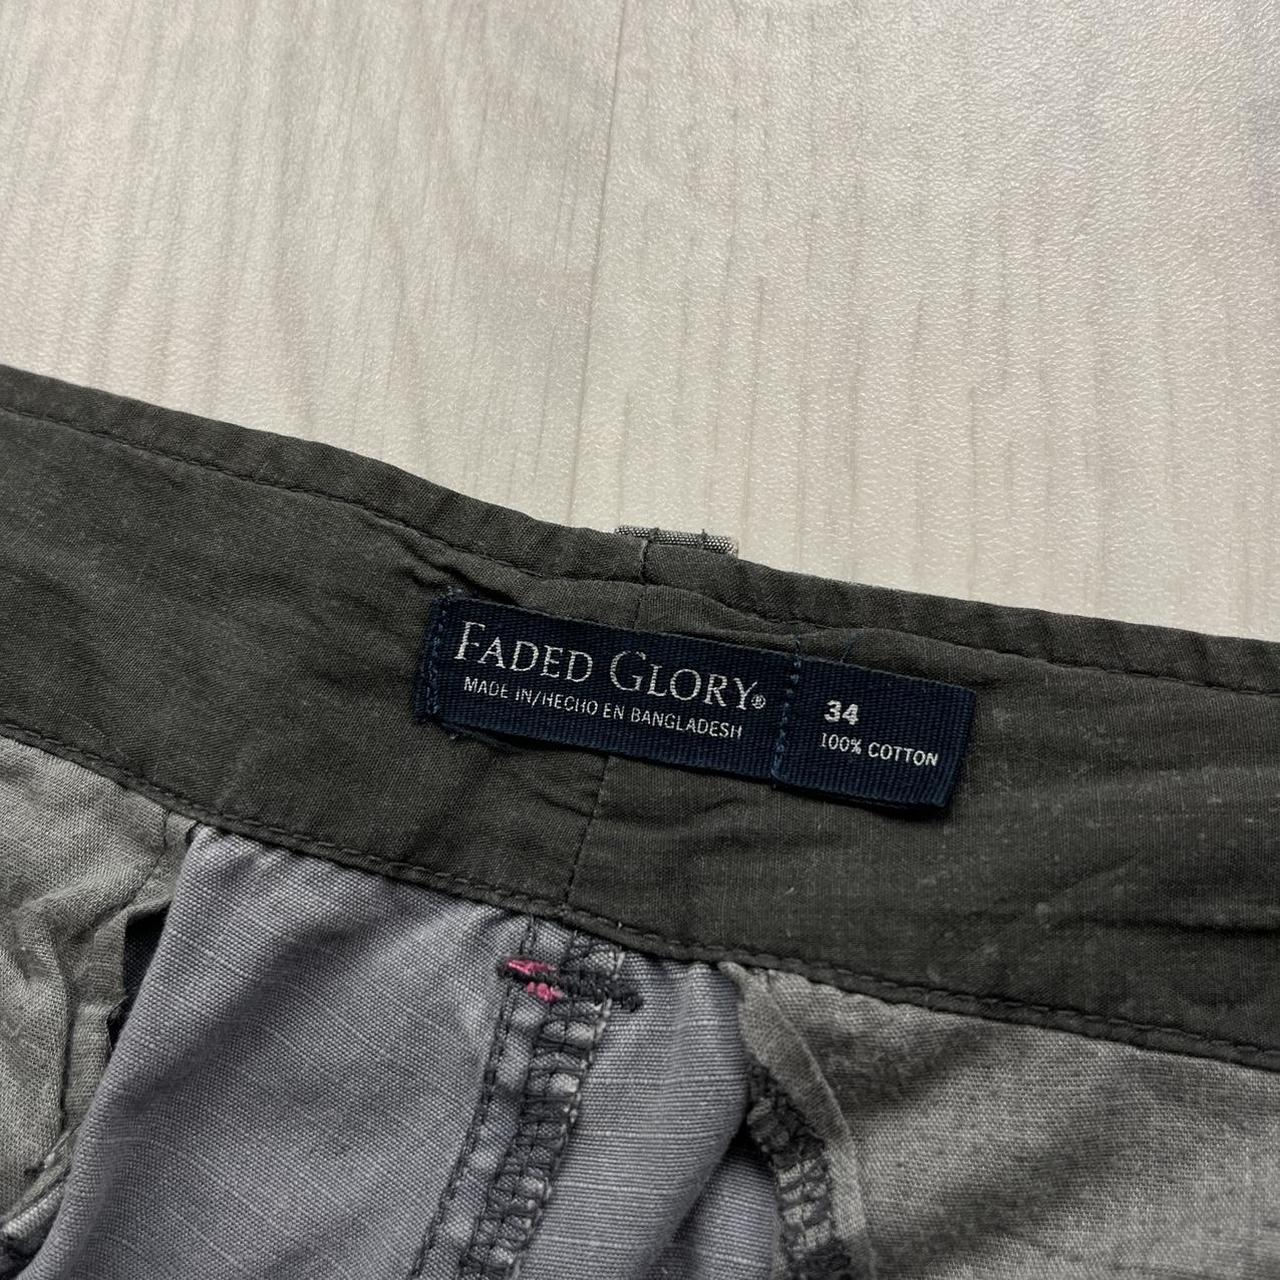 FADED GLORY®
MADE IN/HECHO EN BANGLADESH
34
100% COTTON